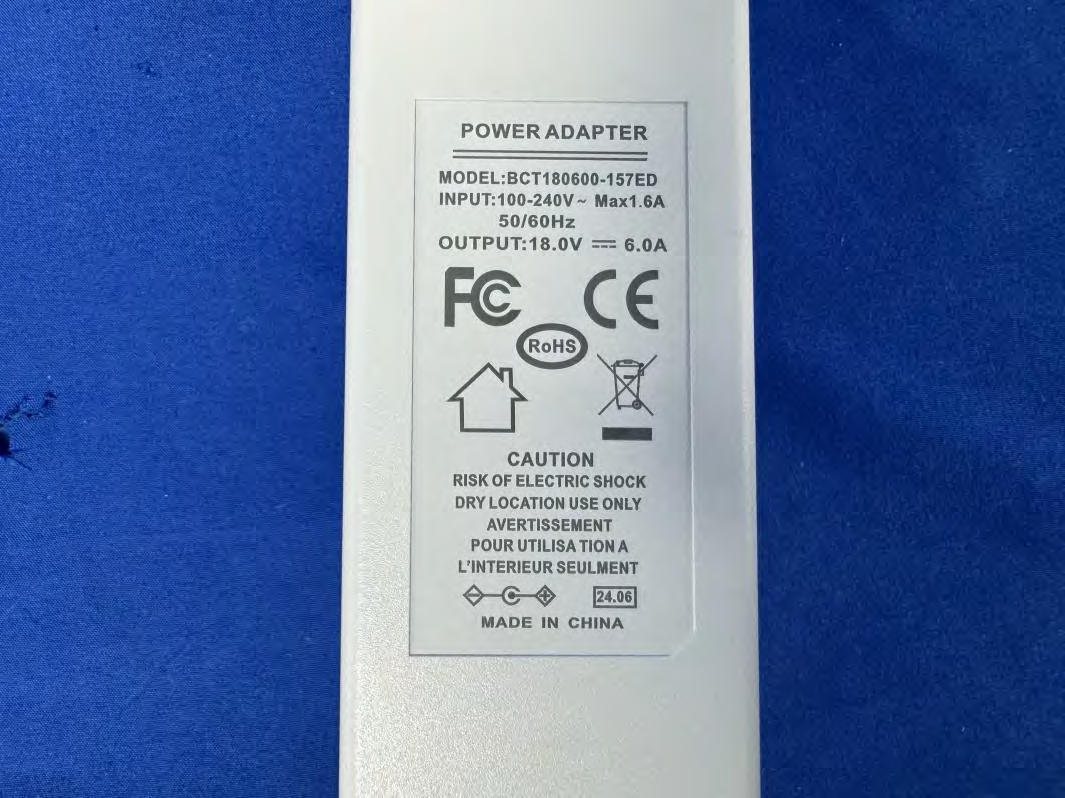 POWER ADAPTER
MODEL:BCT180600-157ED
INPUT:100-240V~ Max1.6A
50/60Hz
OUTPUT:18.0V ⎓ 6.0A
FC CE
RoHS
CAUTION
RISK OF ELECTRIC SHOCK
DRY LOCATION USE ONLY
AVERTISSEMENT
POUR UTILISA TION A
L'INTERIEUR SEULMENT
24.06
MADE IN CHINA